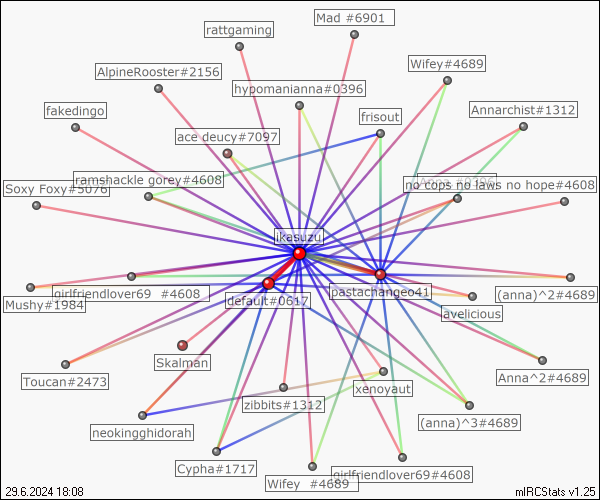 Mad #6901
rattgaming
Wifey#4689
AlpineRooster#2156
hypomanianna#0396
Annarchist#1312
fakedingo
frisout
ace deucy#7097
ramshackle gorey#4608
Soxy Foxy#5076
no cops no laws no hope#4608
ikasuzu
girlfriendlover69 #4608
default#0617
pastachange041
(anna)^2#4689
Mushy#1984
avelicious
Skalman
Toucan#2473
Anna^2#4689
xenoyaut
zibbits#1312
neokingghidorah
(anna)^3#4689
Cypha#1717
girlfriendlover69#4608
Wifey #4689
29.6.2024 18:08
mIRCStats v1.25